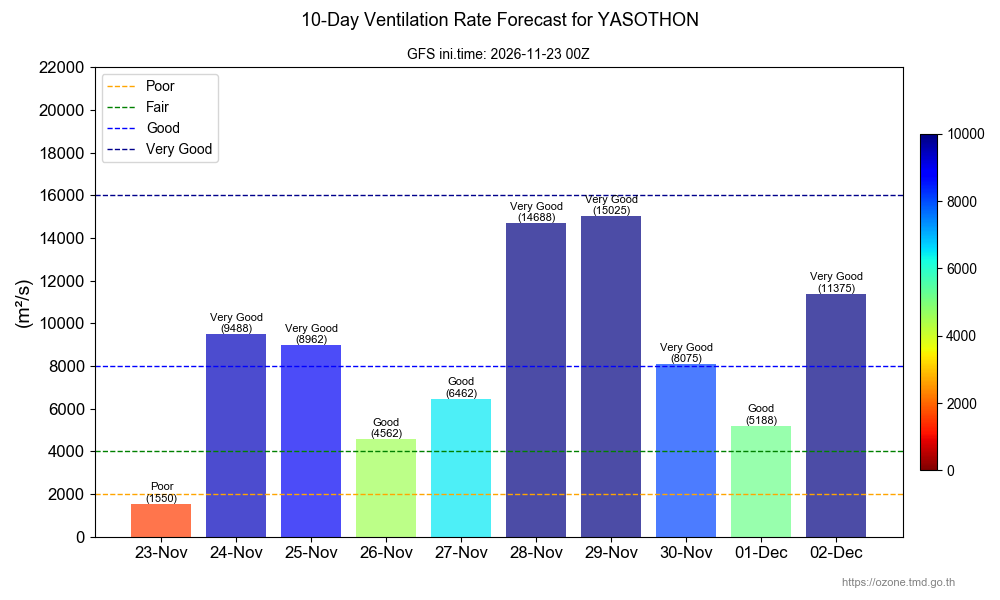 10-Day Ventilation Rate Forecast for YASOTHON
GFS ini.time: 2026-11-23 00Z
22000
20000
18000
16000
14000
12000
10000
8000
6000
4000
2000
0
(m²/s)
Poor
Fair
Good
Very Good
Poor
(1550)
Very Good
(9488)
Very Good
(8962)
Good
(4562)
Good
(6462)
Very Good
(14688)
Very Good
(15025)
Very Good
(8075)
Good
(5188)
Very Good
(11375)
23-Nov 24-Nov 25-Nov 26-Nov 27-Nov 28-Nov 29-Nov 30-Nov 01-Dec 02-Dec
10000
8000
6000
4000
2000
0
https://ozone.tmd.go.th